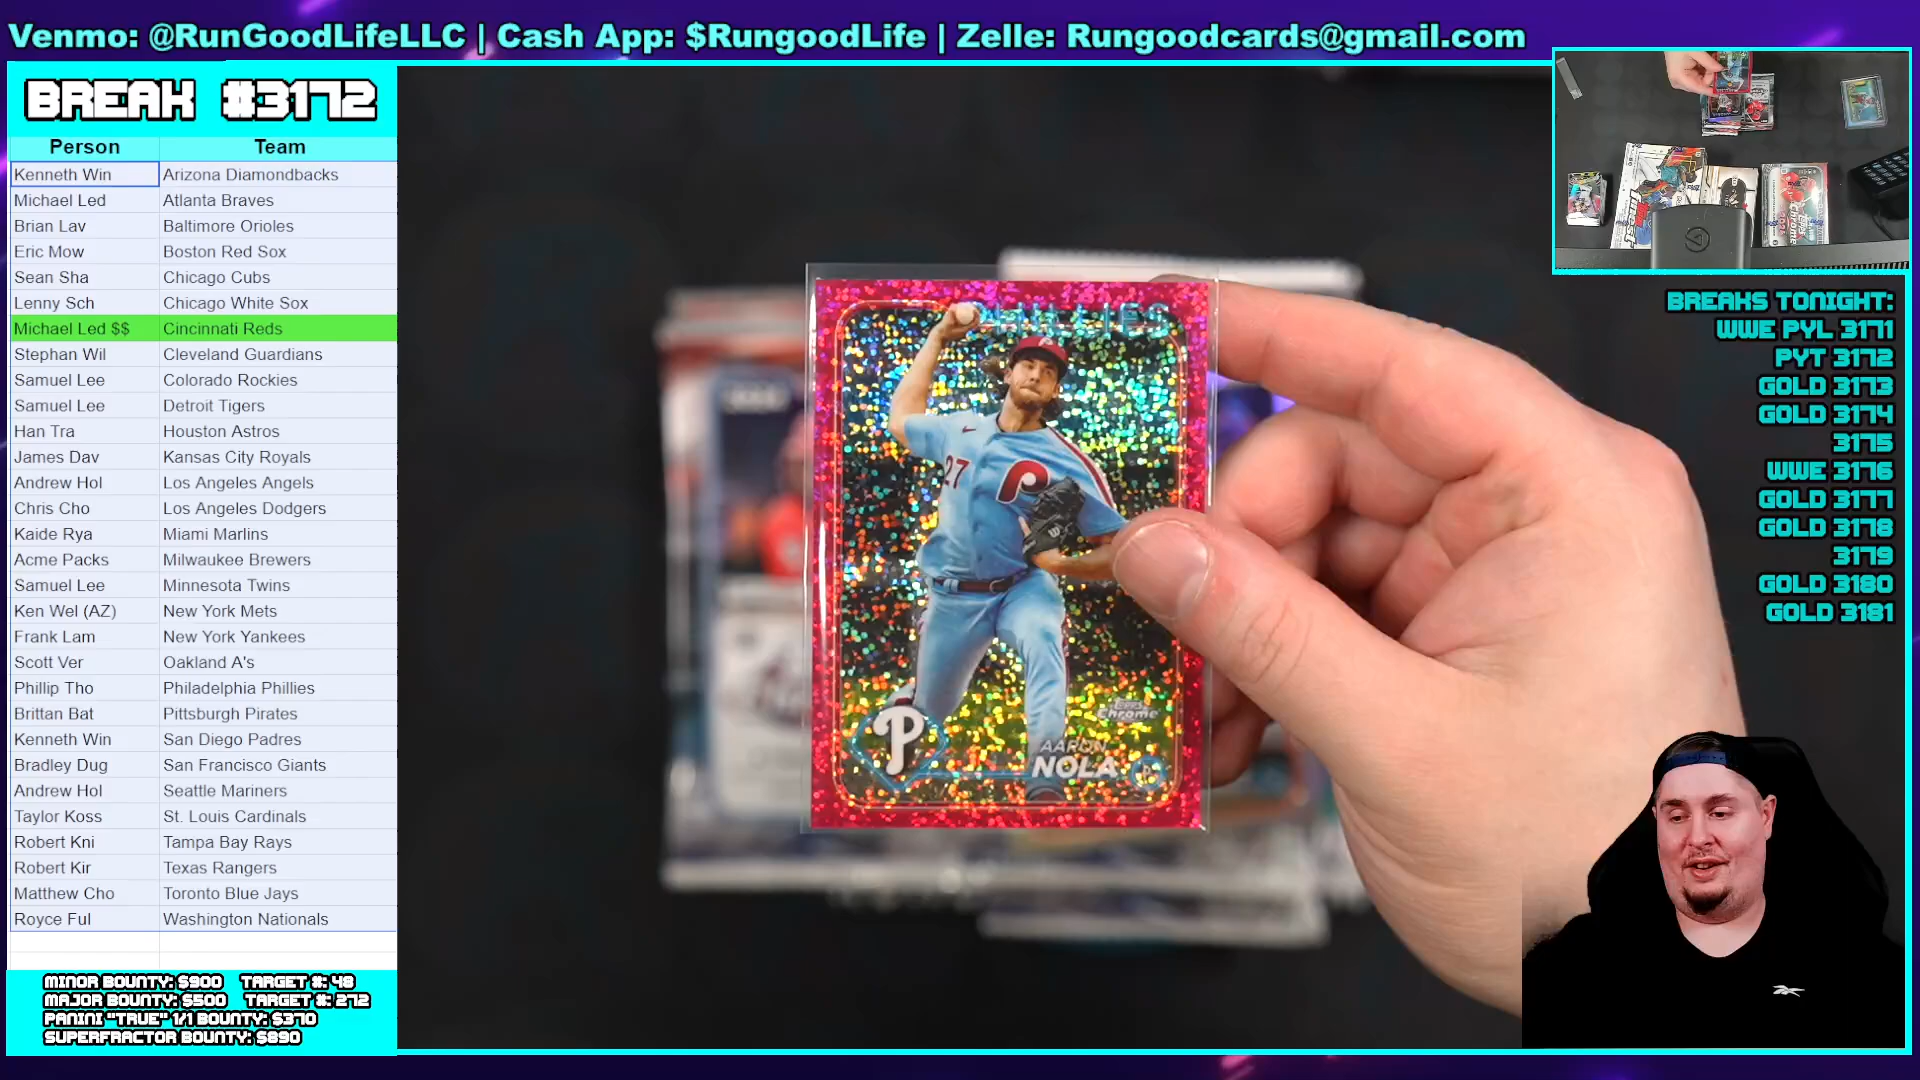 Venmo: @RunGoodLifeLLC | Cash App: $RungoodLife | Zelle: Rungoodcards@gmail.com
BREAK #3172
Person Team
Kenneth Win Arizona Diamondbacks
Michael Led Atlanta Braves
Brian Lav Baltimore Orioles
Eric Mow Boston Red Sox
Sean Sha Chicago Cubs
Lenny Sch Chicago White Sox
Michael Led $$ Cincinnati Reds
Stephan Wil Cleveland Guardians
Samuel Lee Colorado Rockies
Samuel Lee Detroit Tigers
Han Tra Houston Astros
James Dav Kansas City Royals
Andrew Hol Los Angeles Angels
Chris Cho Los Angeles Dodgers
Kaide Rya Miami Marlins
Acme Packs Milwaukee Brewers
Samuel Lee Minnesota Twins
Ken Wel (AZ) New York Mets
Frank Lam New York Yankees
Scott Ver Oakland A's
Phillip Tho Philadelphia Phillies
Brittan Bat Pittsburgh Pirates
Kenneth Win San Diego Padres
Bradley Dug San Francisco Giants
Andrew Hol Seattle Mariners
Taylor Koss St. Louis Cardinals
Robert Kni Tampa Bay Rays
Robert Kir Texas Rangers
Matthew Cho Toronto Blue Jays
Royce Ful Washington Nationals
MINOR BOUNTY: $900 TARGET #: 48
MAJOR BOUNTY: $500 TARGET #: 272
PANINI "TRUE" 1/1 BOUNTY: $370
SUPERFRACTOR BOUNTY: $890
PHILLIES
P
27
P
P
Topps
Chrome
AARON
NOLA
P
BREAKS TONIGHT:
WWE PYL 3171
PYT 3172
GOLD 3173
GOLD 3174
3175
WWE 3176
GOLD 3177
GOLD 3178
3179
GOLD 3180
GOLD 3181